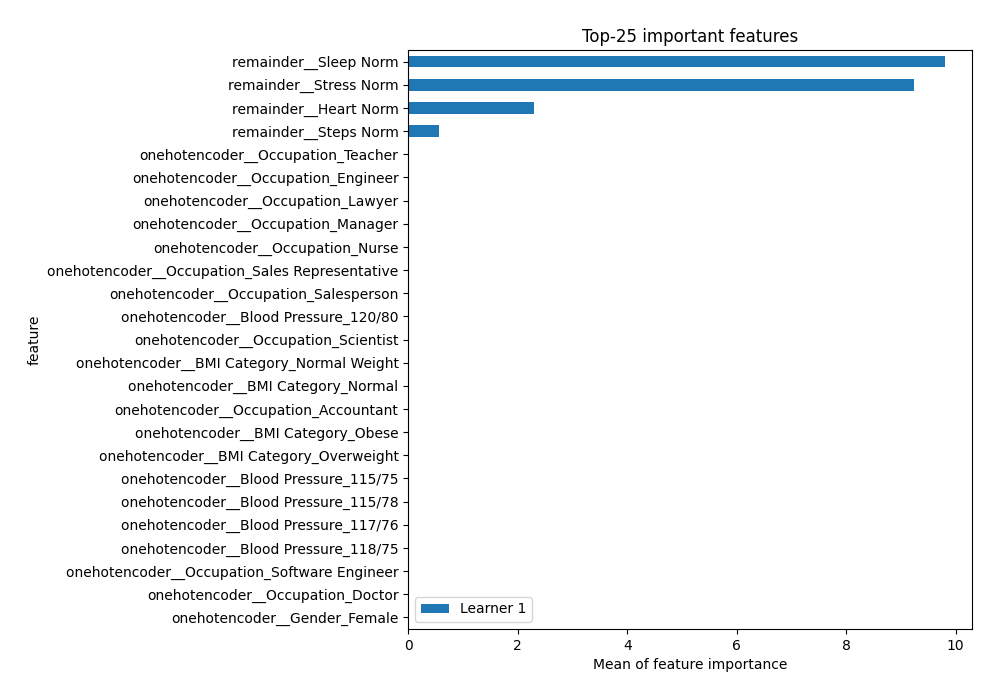 Top-25 important features
remainder__Sleep Norm
remainder__Stress Norm
remainder__Heart Norm
remainder__Steps Norm
onehotencoder__Occupation_Teacher
onehotencoder__Occupation_Engineer
onehotencoder__Occupation_Lawyer
onehotencoder__Occupation_Manager
onehotencoder__Occupation_Nurse
onehotencoder__Occupation_Sales Representative
onehotencoder__Occupation_Salesperson
onehotencoder__Blood Pressure_120/80
onehotencoder__Occupation_Scientist
onehotencoder__BMI Category_Normal Weight
onehotencoder__BMI Category_Normal
onehotencoder__Occupation_Accountant
onehotencoder__BMI Category_Obese
onehotencoder__BMI Category_Overweight
onehotencoder__Blood Pressure_115/75
onehotencoder__Blood Pressure_115/78
onehotencoder__Blood Pressure_117/76
onehotencoder__Blood Pressure_118/75
onehotencoder__Occupation_Software Engineer
onehotencoder__Occupation_Doctor
onehotencoder__Gender_Female
feature
Learner 1
0 2 4 6 8 10
Mean of feature importance